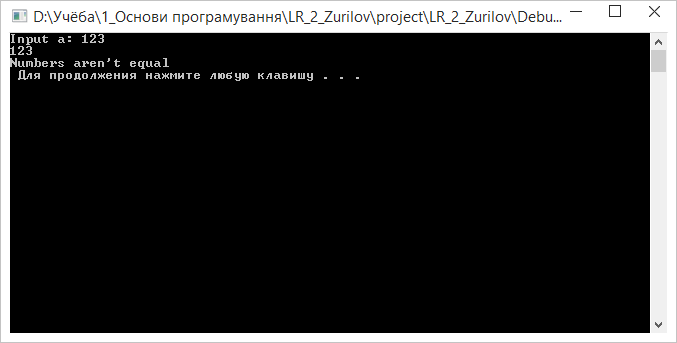 D:\Учёба\1_Основи програмування\LR_2_Zurilov\project\LR_2_Zurilov\Debu...
Input a: 123
123
Numbers aren't equal
Для продолжения нажмите любую клавишу . . .